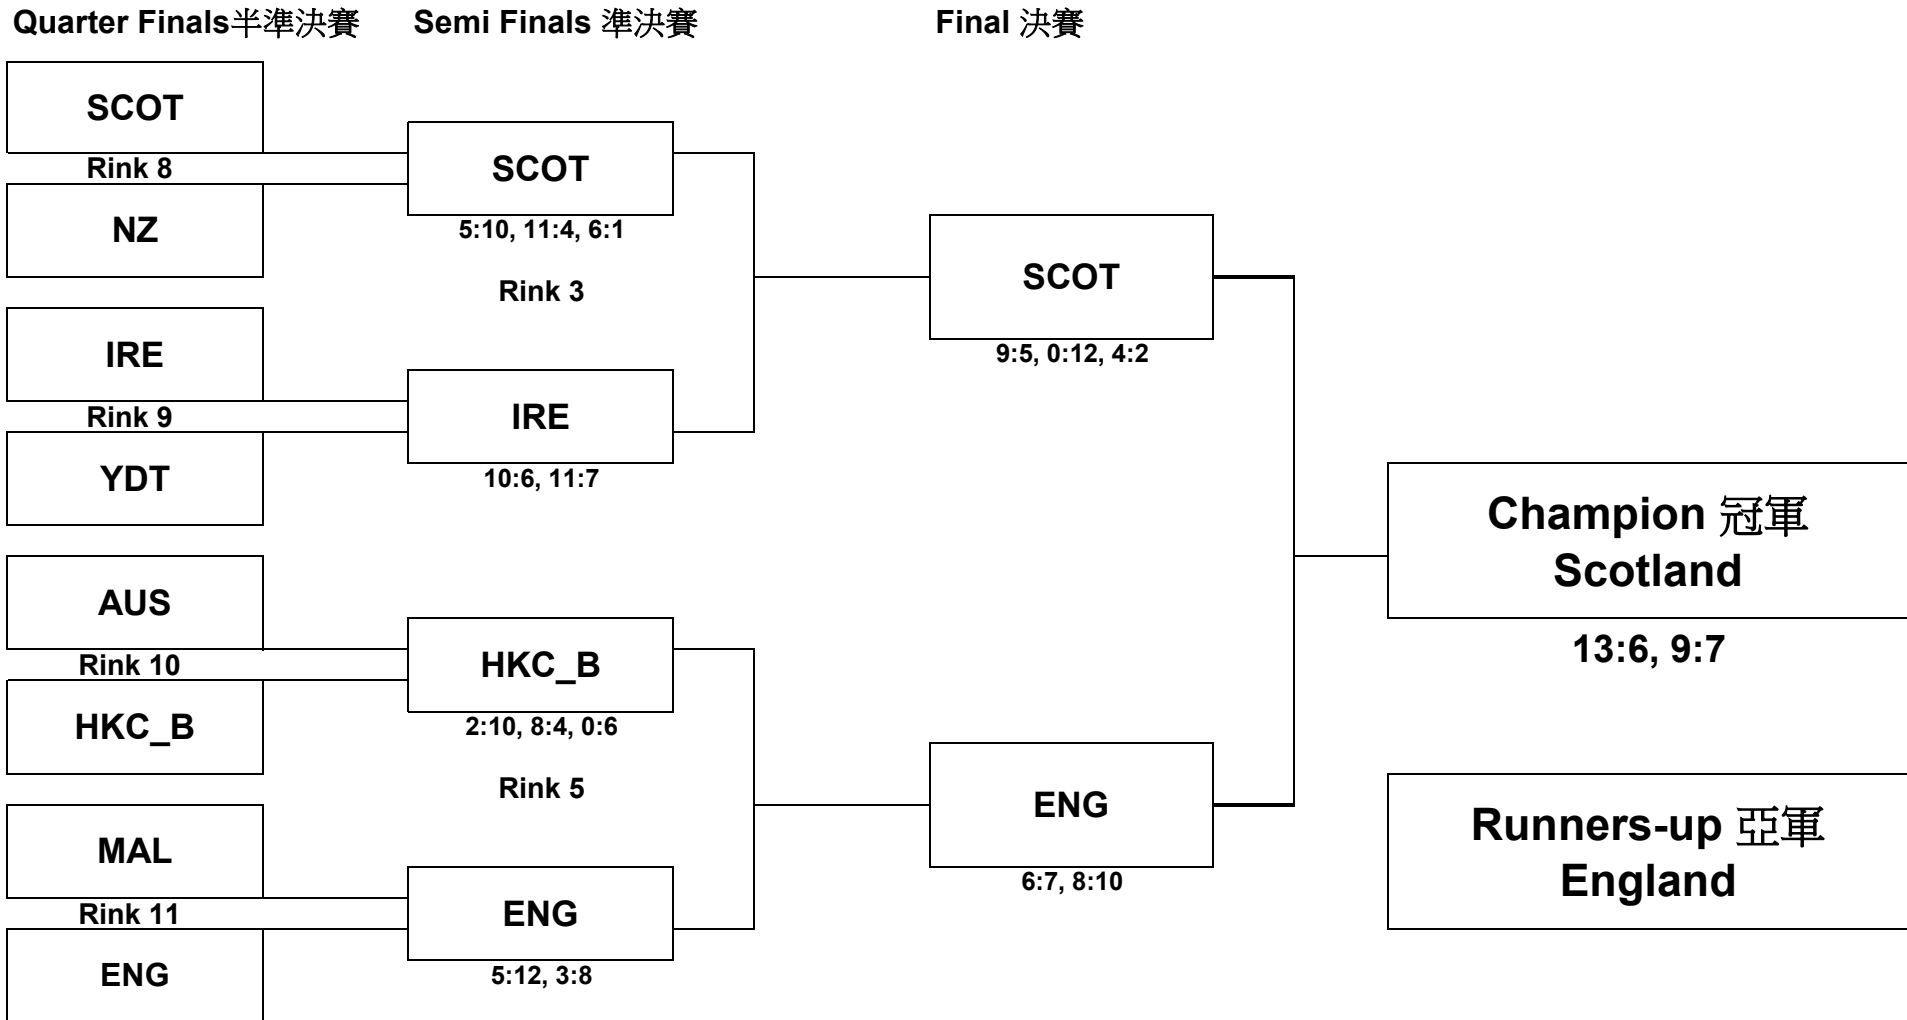 Quarter Finals半準決賽
Semi Finals 準決賽
Final 決賽
SCOT
Rink 8
NZ
IRE
Rink 9
YDT
AUS
Rink 10
HKC_B
MAL
Rink 11
ENG
SCOT
5:10, 11:4, 6:1
Rink 3
IRE
10:6, 11:7
HKC_B
2:10, 8:4, 0:6
Rink 5
ENG
5:12, 3:8
SCOT
9:5, 0:12, 4:2
ENG
6:7, 8:10
Champion 冠軍
Scotland
13:6, 9:7
Runners-up 亞軍
England